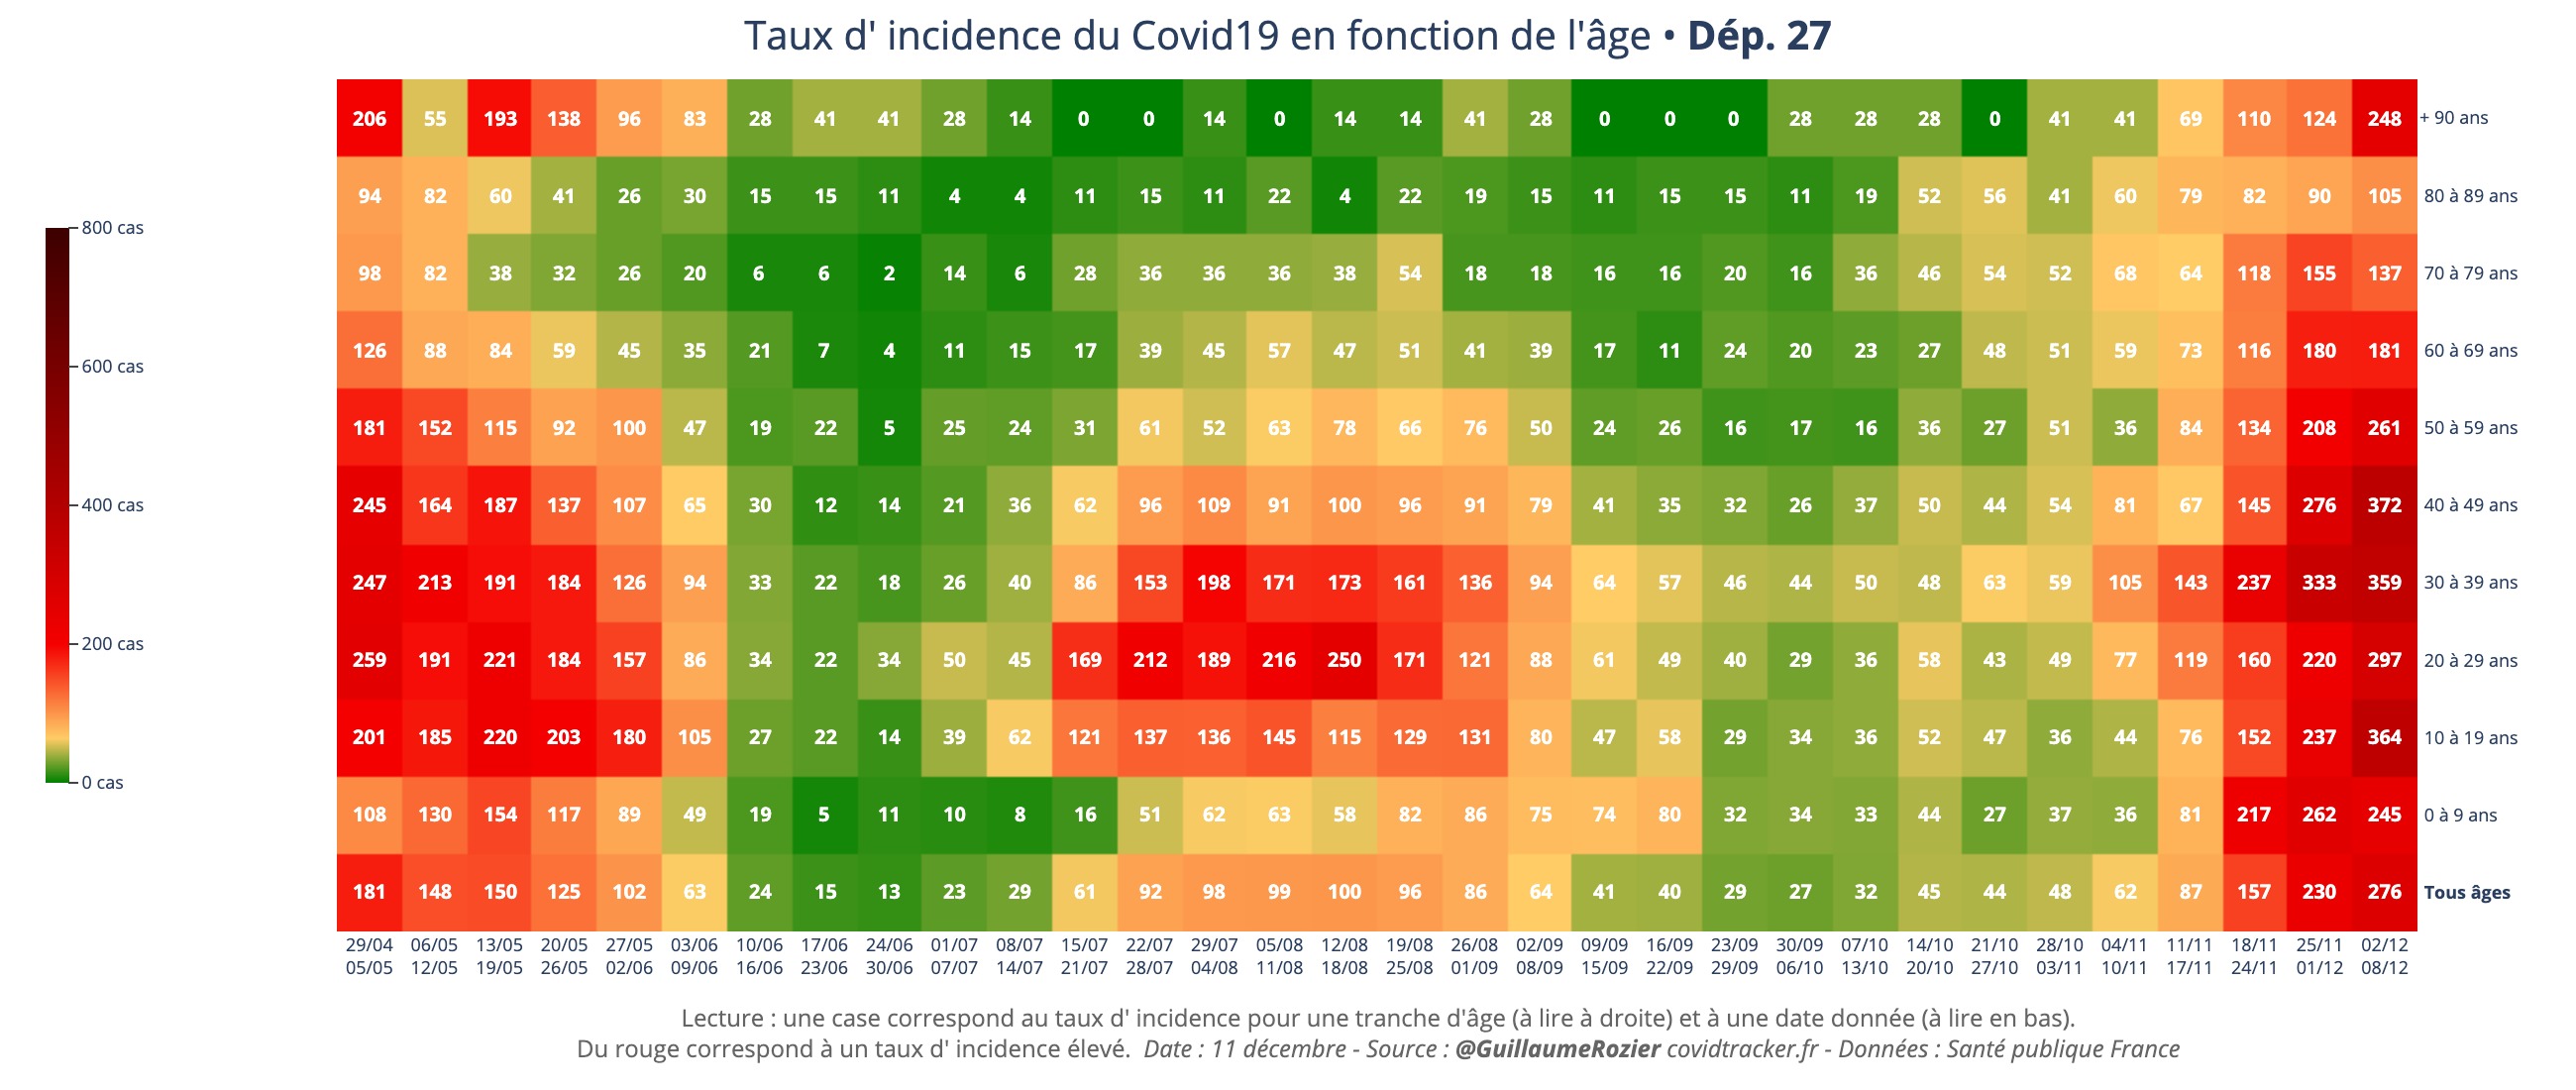 Taux d' incidence du Covid19 en fonction de l'âge • Dép. 27
800 cas
600 cas
400 cas
200 cas
0 cas
206 55 193 138 96 83 28 41 41 28 14 0 0 14 0 14 14 41 28 0 0 0 28 28 28 0 41 41 69 110 124 248 + 90 ans
94 82 60 41 26 30 15 15 11 4 4 11 15 11 22 4 22 19 15 11 15 15 11 19 52 56 41 60 79 82 90 105 80 à 89 ans
98 82 38 32 26 20 6 6 2 14 6 28 36 36 36 38 54 18 18 16 16 20 16 36 46 54 52 68 64 118 155 137 70 à 79 ans
126 88 84 59 45 35 21 7 4 11 15 17 39 45 57 47 51 41 39 17 11 24 20 23 27 48 51 59 73 116 180 181 60 à 69 ans
181 152 115 92 100 47 19 22 5 25 24 31 61 52 63 78 66 76 50 24 26 16 17 16 36 27 51 36 84 134 208 261 50 à 59 ans
245 164 187 137 107 65 30 12 14 21 36 62 96 109 91 100 96 91 79 41 35 32 26 37 50 44 54 81 67 145 276 372 40 à 49 ans
247 213 191 184 126 94 33 22 18 26 40 86 153 198 171 173 161 136 94 64 57 46 44 50 48 63 59 105 143 237 333 359 30 à 39 ans
259 191 221 184 157 86 34 22 34 50 45 169 212 189 216 250 171 121 88 61 49 40 29 36 58 43 49 77 119 160 220 297 20 à 29 ans
201 185 220 203 180 105 27 22 14 39 62 121 137 136 145 115 129 131 80 47 58 29 34 36 52 47 36 44 76 152 237 364 10 à 19 ans
108 130 154 117 89 49 19 5 11 10 8 16 51 62 63 58 82 86 75 74 80 32 34 33 44 27 37 36 81 217 262 245 0 à 9 ans
181 148 150 125 102 63 24 15 13 23 29 61 92 98 99 100 96 86 64 41 40 29 27 32 45 44 48 62 87 157 230 276 Tous âges
29/04 06/05 13/05 20/05 27/05 03/06 10/06 17/06 24/06 01/07 08/07 15/07 22/07 29/07 05/08 12/08 19/08 26/08 02/09 09/09 16/09 23/09 30/09 07/10 14/10 21/10 28/10 04/11 11/11 18/11 25/11 02/12
05/05 12/05 19/05 26/05 02/06 09/06 16/06 23/06 30/06 07/07 14/07 21/07 28/07 04/08 11/08 18/08 25/08 01/09 08/09 15/09 22/09 29/09 06/10 13/10 20/10 27/10 03/11 10/11 17/11 24/11 01/12 08/12
Lecture : une case correspond au taux d' incidence pour une tranche d'âge (à lire à droite) et à une date donnée (à lire en bas).
Du rouge correspond à un taux d' incidence élevé. Date : 11 décembre - Source : @GuillaumeRozier covidtracker.fr - Données : Santé publique France